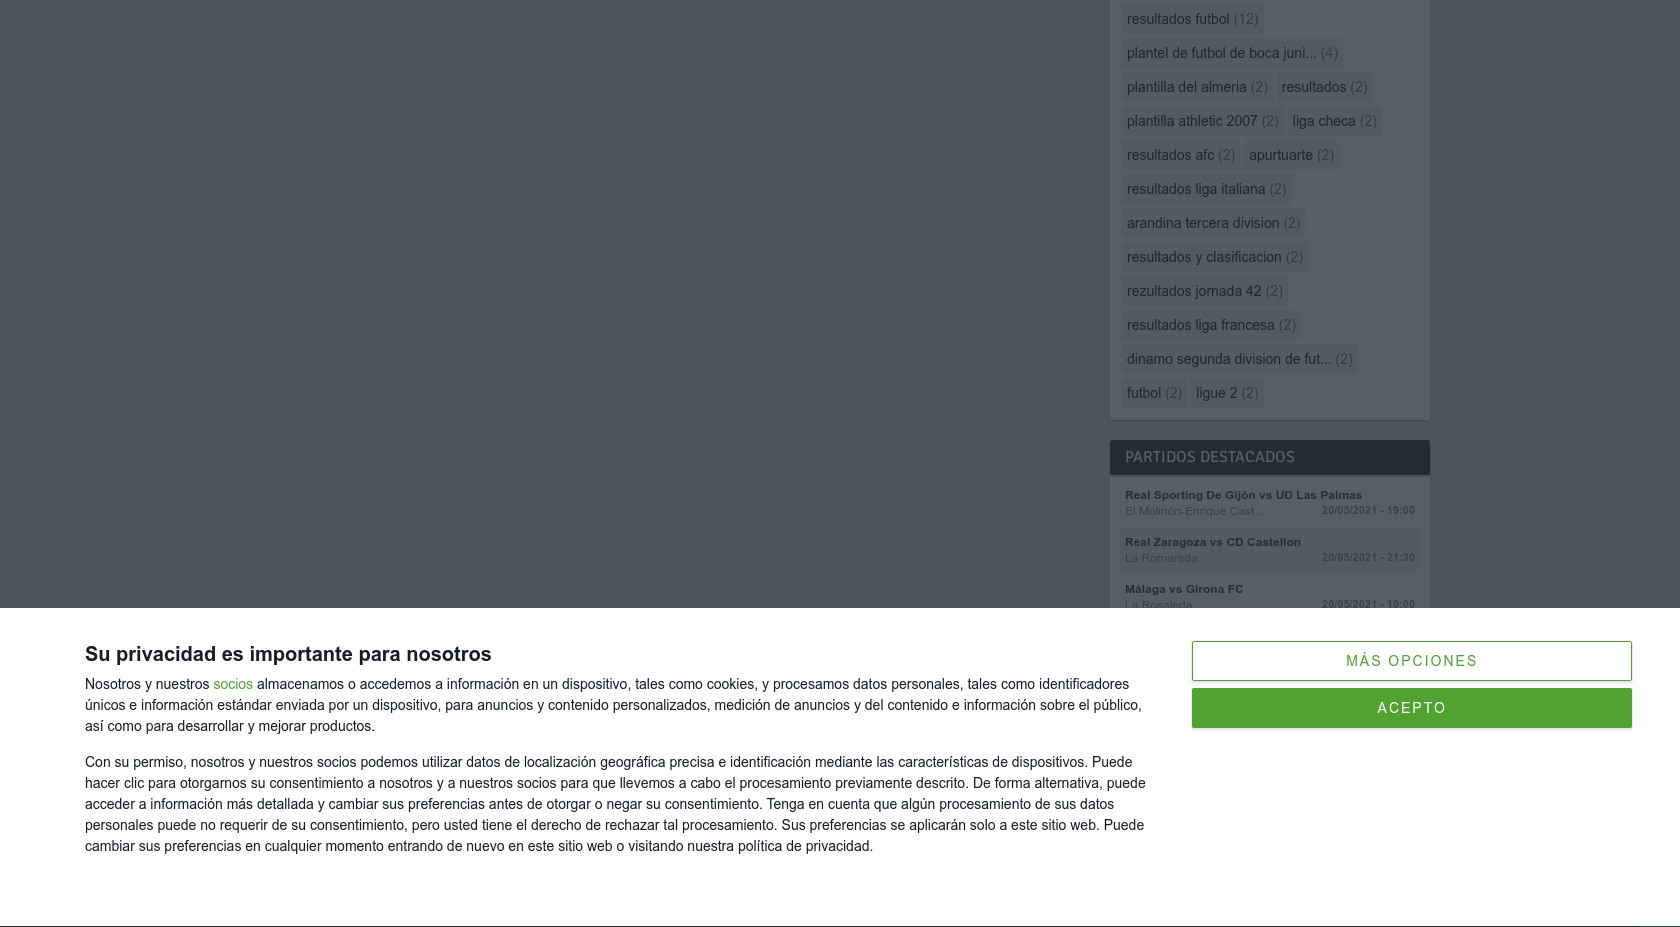 resultados futbol (12)
plantel de futbol de boca juni... (4)
plantilla del almeria (2) resultados (2)
plantilla athletic 2007 (2) liga checa (2)
resultados afc (2) apurtuarte (2)
resultados liga italiana (2)
arandina tercera division (2)
resultados y clasificacion (2)
rezultados jornada 42 (2)
resultados liga francesa (2)
dinamo segunda division de fut... (2)
futbol (2) ligue 2 (2)
PARTIDOS DESTACADOS
Real Sporting De Gijón vs UD Las Palmas
El Molinón-Enrique Cast... 20/05/2021 - 19:00
Real Zaragoza vs CD Castellon
La Romareda 20/05/2021 - 21:30
Málaga vs Girona FC
La Rosaleda 20/05/2021 - 19:00
Su privacidad es importante para nosotros
Nosotros y nuestros socios almacenamos o accedemos a información en un dispositivo, tales como cookies, y procesamos datos personales, tales como identificadores
únicos e información estándar enviada por un dispositivo, para anuncios y contenido personalizados, medición de anuncios y del contenido e información sobre el público,
así como para desarrollar y mejorar productos.
Con su permiso, nosotros y nuestros socios podemos utilizar datos de localización geográfica precisa e identificación mediante las características de dispositivos. Puede
hacer clic para otorgarnos su consentimiento a nosotros y a nuestros socios para que llevemos a cabo el procesamiento previamente descrito. De forma alternativa, puede
acceder a información más detallada y cambiar sus preferencias antes de otorgar o negar su consentimiento. Tenga en cuenta que algún procesamiento de sus datos
personales puede no requerir de su consentimiento, pero usted tiene el derecho de rechazar tal procesamiento. Sus preferencias se aplicarán solo a este sitio web. Puede
cambiar sus preferencias en cualquier momento entrando de nuevo en este sitio web o visitando nuestra política de privacidad.
MÁS OPCIONES
ACEPTO